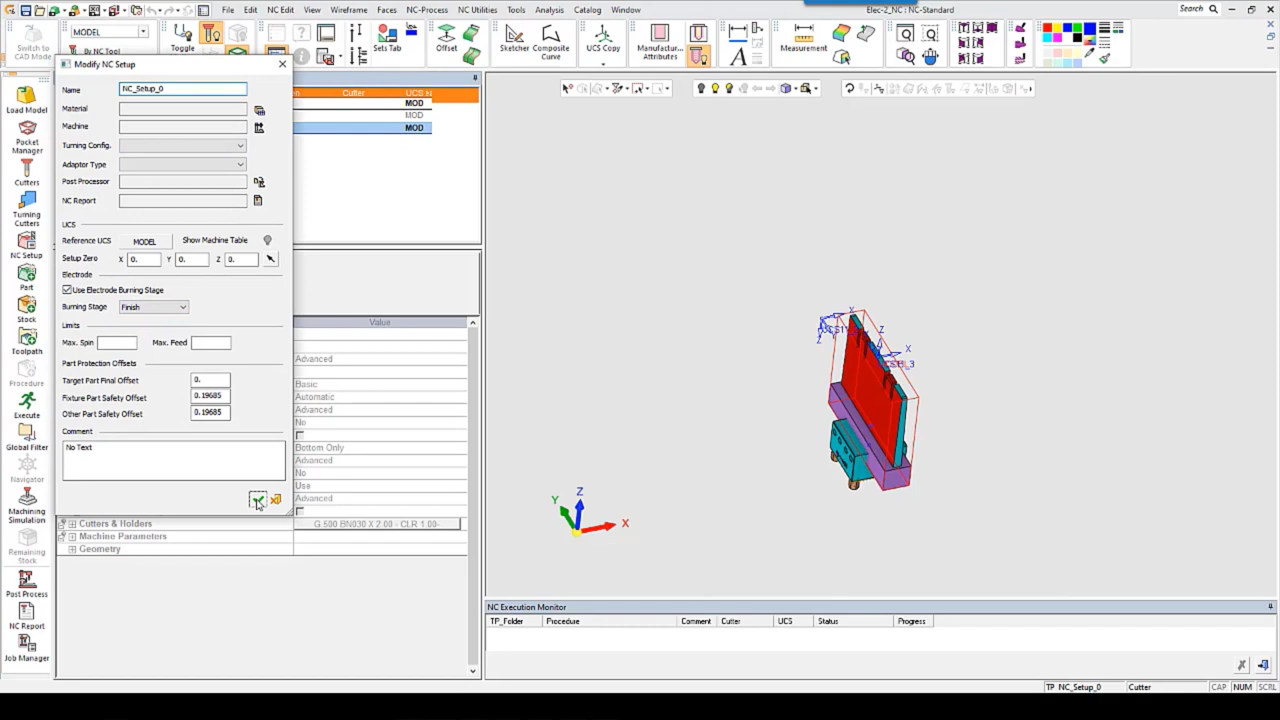 File Edit View Wireframe Faces NC-Process NC Utilities Tools Analysis Catalog Window
NC Edit
Elec-2_NC : NC-Standard
Search
Switch to
CAD Mode
MODEL
By NC Tool
Toggle
Sets Tab
Offset
Sketcher
Composite
Curve
UCS Copy
Manufactur..
Attributes
Measurement
Modify NC Setup
Name NC_Setup_0
Material
Machine
Turning Config.
Adaptor Type
Post Processor
NC Report
UCS
Reference UCS MODEL Show Machine Table
Setup Zero X 0. Y 0. Z 0.
Electrode
Use Electrode Burning Stage
Burning Stage Finish
Limits
Max. Spin Max. Feed
Part Protection Offsets
Target Part Final Offset 0.
Fixture Part Safety Offset 0.19685
Other Part Safety Offset 0.19685
Comment
No Text
Load Model
Pocket
Manager
Cutters
Turning
Cutters
NC Setup
Part
Stock
Toolpath
Procedure
Execute
Global Filter
Navigator
Machining
Simulation
Remaining
Stock
Post Process
NC Report
Job Manager
Cutter
MOD
MOD
MOD
Value
Advanced
Basic
Automatic
Advanced
No
Bottom Only
Advanced
No
Use
Advanced
Cutters & Holders G.500 BN030 X 2.00 - CLR 1.00-
Machine Parameters
Geometry
X
Z
X
Z
Y
Z
X
NC Execution Monitor
TP_Folder Procedure Comment Cutter UCS Status Progress
TP NC_Setup_0 Cutter CAP NUM SCRL